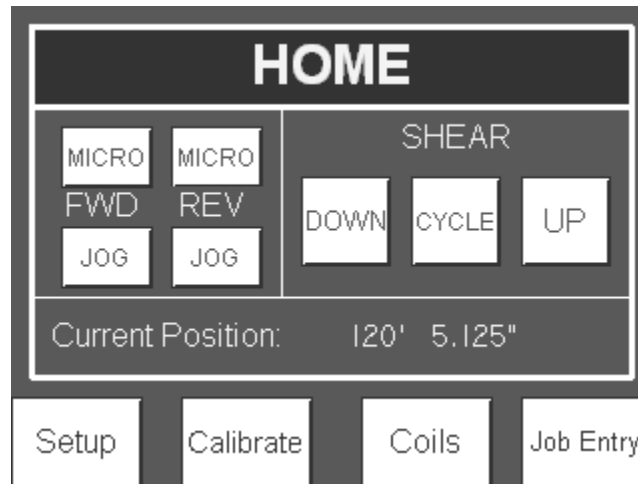 HOME
MICRO MICRO
FWD REV
JOG JOG
SHEAR
DOWN CYCLE UP
Current Position: 120' 5.125"
Setup Calibrate Coils Job Entry